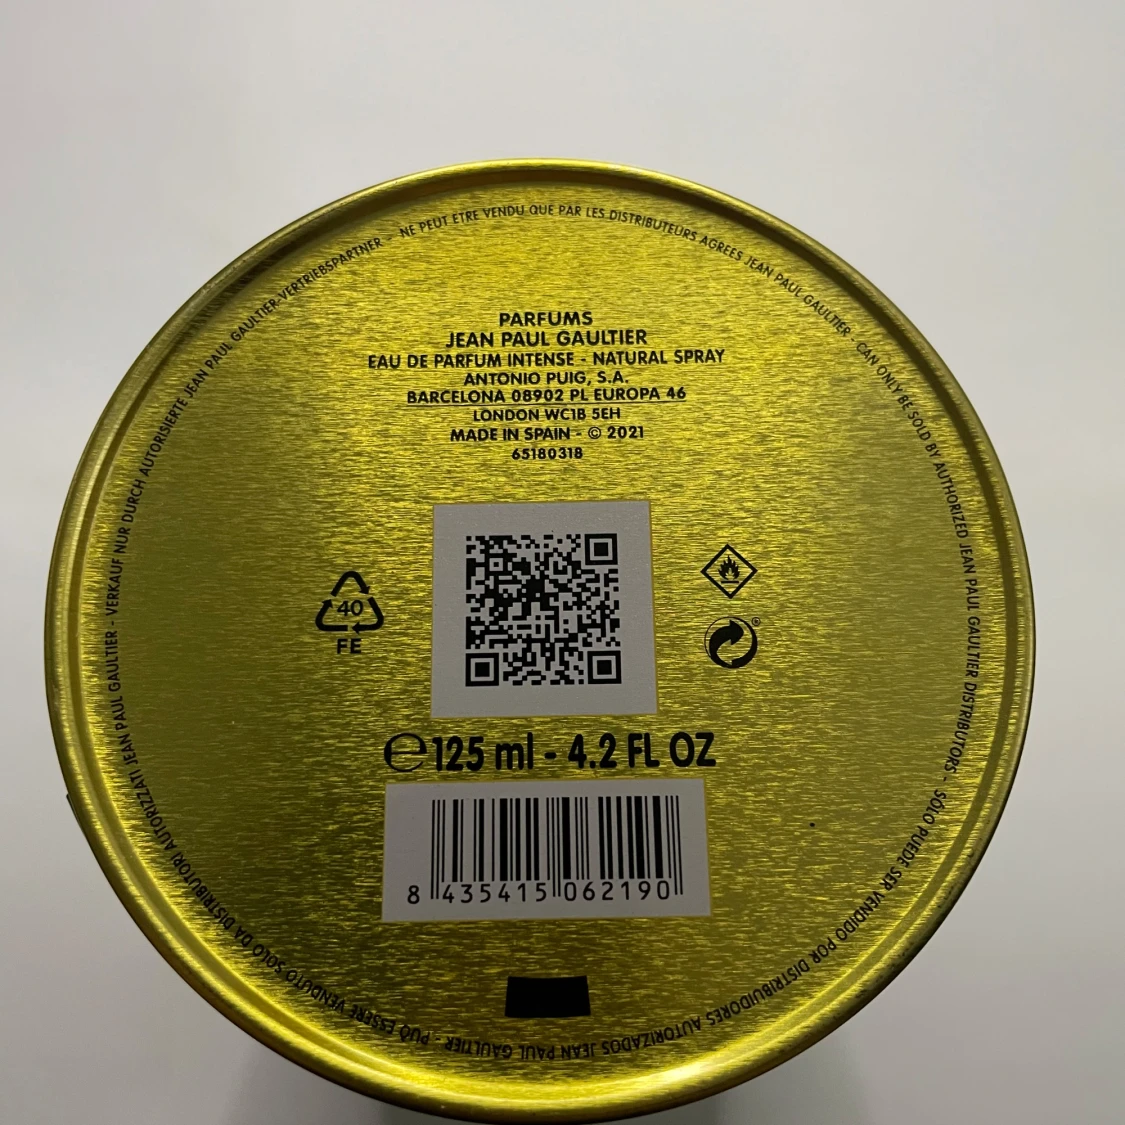 NE PEUT ETRE VENDU QUE PAR LES DISTRIBUTEURS AGREES JEAN PAUL GAULTIER - CAN ONLY BE SOLD BY AUTHORIZED JEAN PAUL GAULTIER DISTRIBUTORS - SÓLO PUEDE SER VENDIDO POR DISTRIBUIDORES AUTORIZADOS JEAN PAUL GAULTIER - PUÒ ESSERE VENDUTO SOLO DA DISTRIBUTORI AUTORIZZATI JEAN PAUL GAULTIER - VERKAUF NUR DURCH AUTORISIERTE JEAN PAUL GAULTIER-VERTRIEBSPARTNER -
PARFUMS
JEAN PAUL GAULTIER
EAU DE PARFUM INTENSE - NATURAL SPRAY
ANTONIO PUIG, S.A.
BARCELONA 08902 PL EUROPA 46
LONDON WC1B 5EH
MADE IN SPAIN - © 2021
65180318
40
FE
®
℮125 ml - 4.2 FL OZ
8 435415 062190